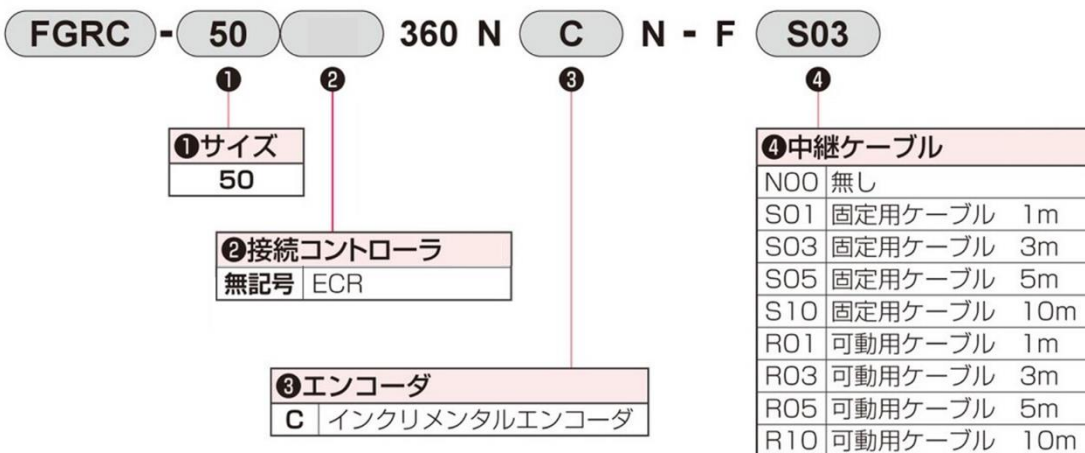 FGRC - 50 360 N C N - F S03
❶ ❷ ❸ ❹
❶サイズ
50
❷接続コントローラ
無記号 ECR
❸エンコーダ
C インクリメンタルエンコーダ
❹中継ケーブル
N00 無し
S01 固定用ケーブル 1m
S03 固定用ケーブル 3m
S05 固定用ケーブル 5m
S10 固定用ケーブル 10m
R01 可動用ケーブル 1m
R03 可動用ケーブル 3m
R05 可動用ケーブル 5m
R10 可動用ケーブル 10m